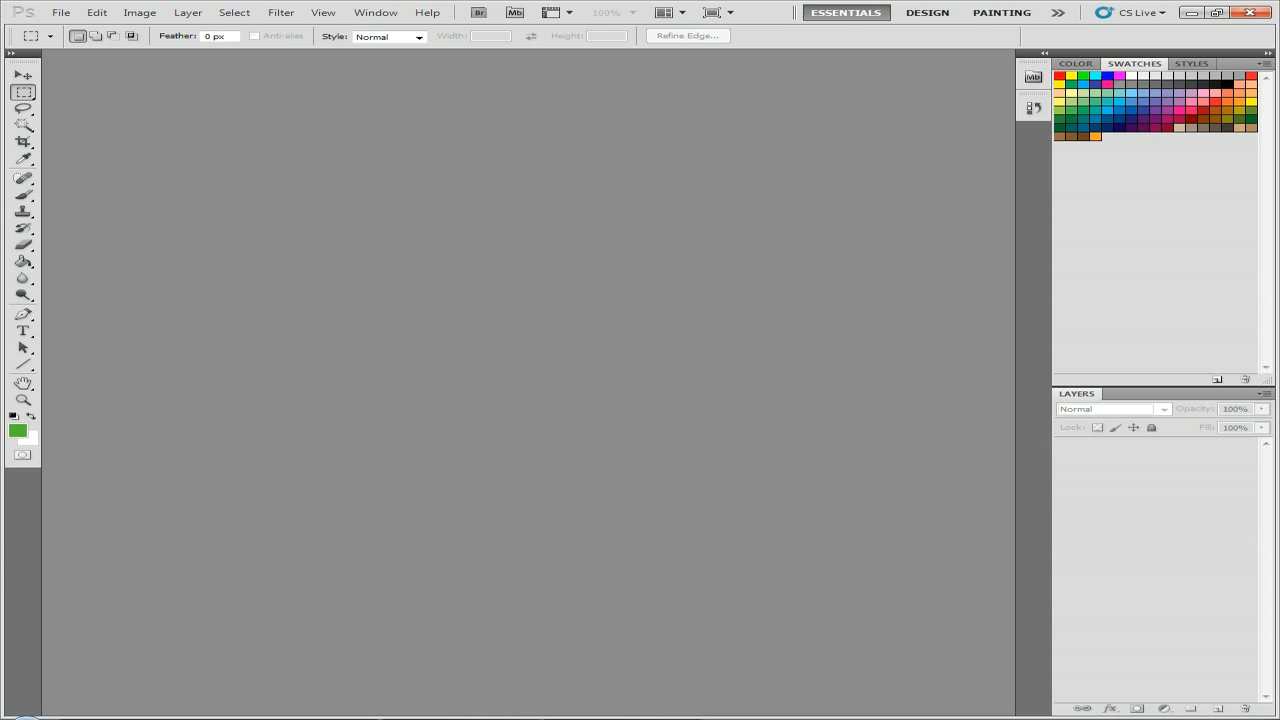 Ps File Edit Image Layer Select Filter View Window Help Br Mb 100% ESSENTIALS DESIGN PAINTING CS Live
Feather: 0 px Anti-alias Style: Normal Width: Height: Refine Edge...
Mb
COLOR SWATCHES STYLES
LAYERS
Normal Opacity: 100%
Lock: Fill: 100%
T
fx